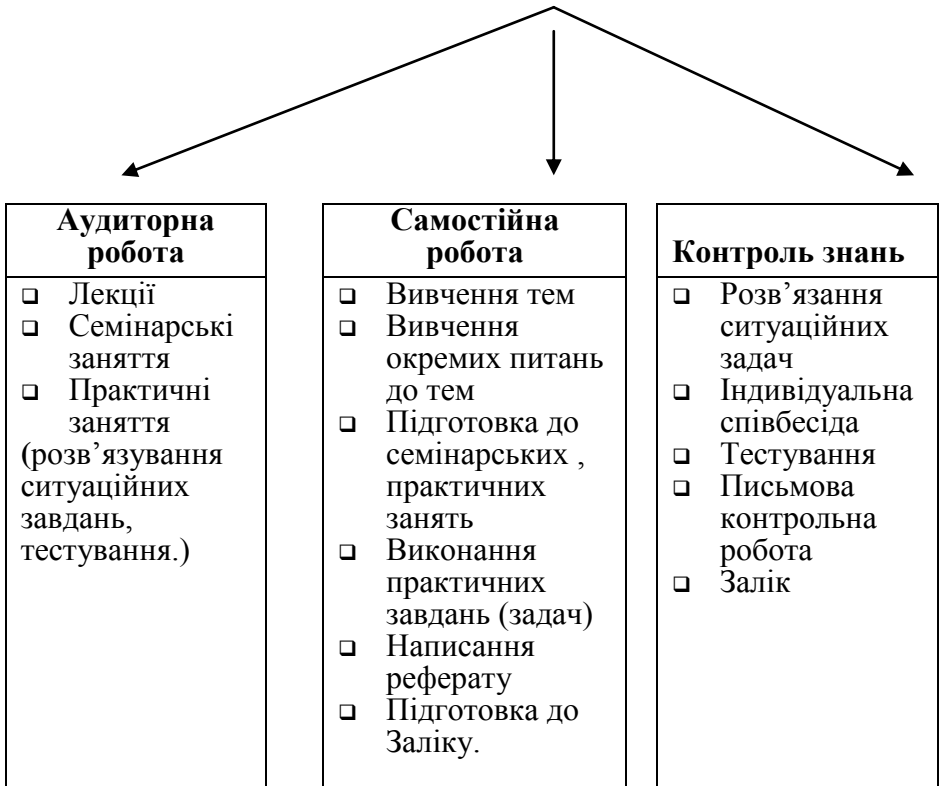 Аудиторна
робота
❑ Лекції
❑ Семінарські
заняття
❑ Практичні
заняття
(розв’язування
ситуаційних
завдань,
тестування.)
Самостійна
робота
❑ Вивчення тем
❑ Вивчення
окремих питань
до тем
❑ Підготовка до
семінарських ,
практичних
занять
❑ Виконання
практичних
завдань (задач)
❑ Написання
реферату
❑ Підготовка до
Заліку.
Контроль знань
❑ Розв’язання
ситуаційних
задач
❑ Індивідуальна
співбесіда
❑ Тестування
❑ Письмова
контрольна
робота
❑ Залік